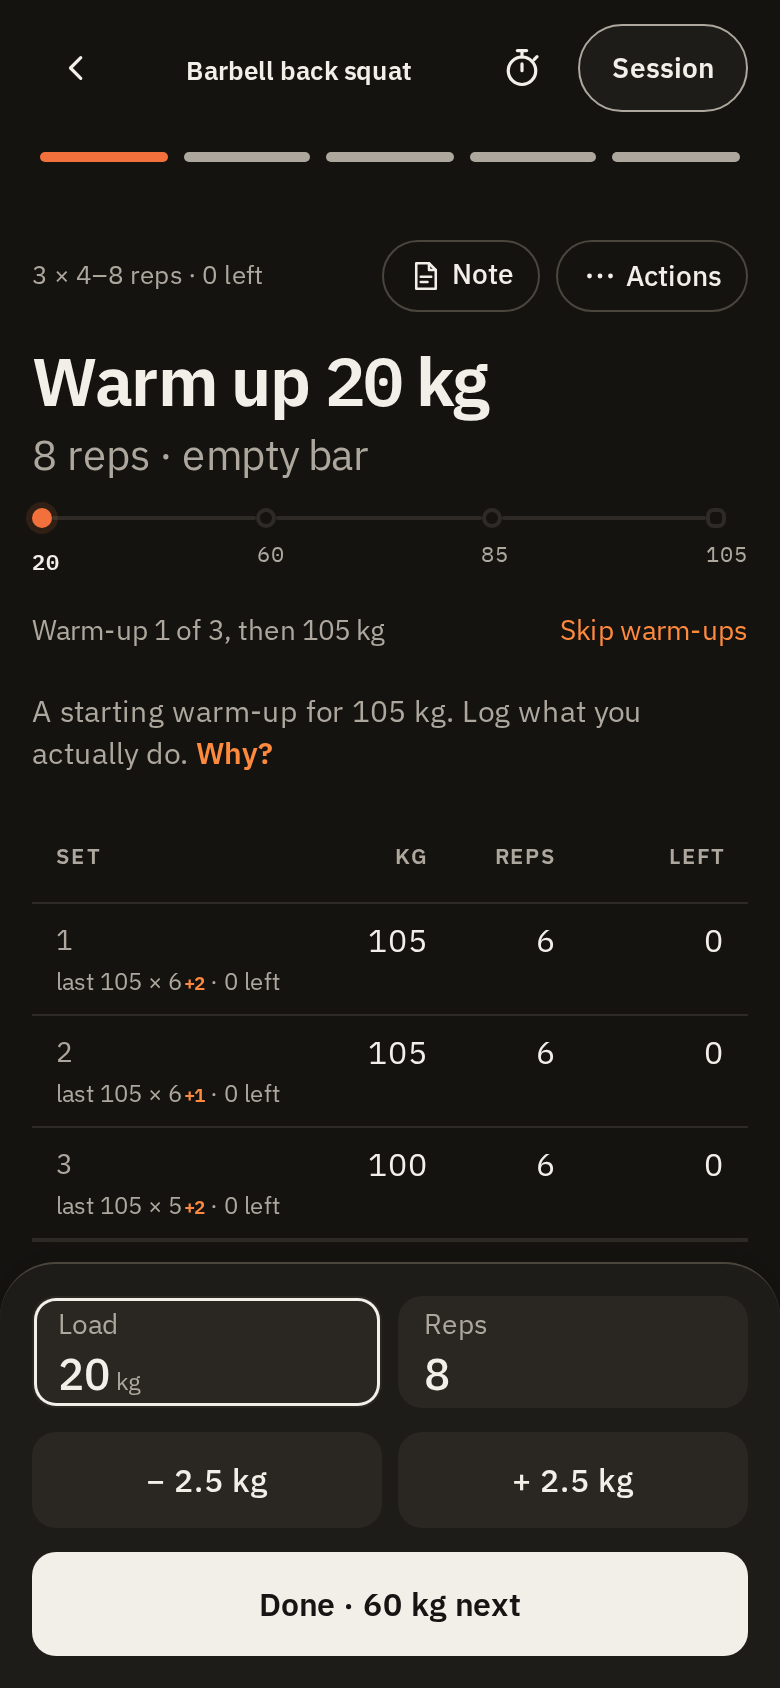 Barbell back squat
Session
3 × 4–8 reps · 0 left
Note
··· Actions
Warm up 20 kg
8 reps · empty bar
20 60 85 105
Warm-up 1 of 3, then 105 kg
Skip warm-ups
A starting warm-up for 105 kg. Log what you
actually do. Why?
SET KG REPS LEFT
1 105 6 0
last 105 × 6 +2 · 0 left
2 105 6 0
last 105 × 6 +1 · 0 left
3 100 6 0
last 105 × 5 +2 · 0 left
Load Reps
20 kg 8
− 2.5 kg + 2.5 kg
Done · 60 kg next